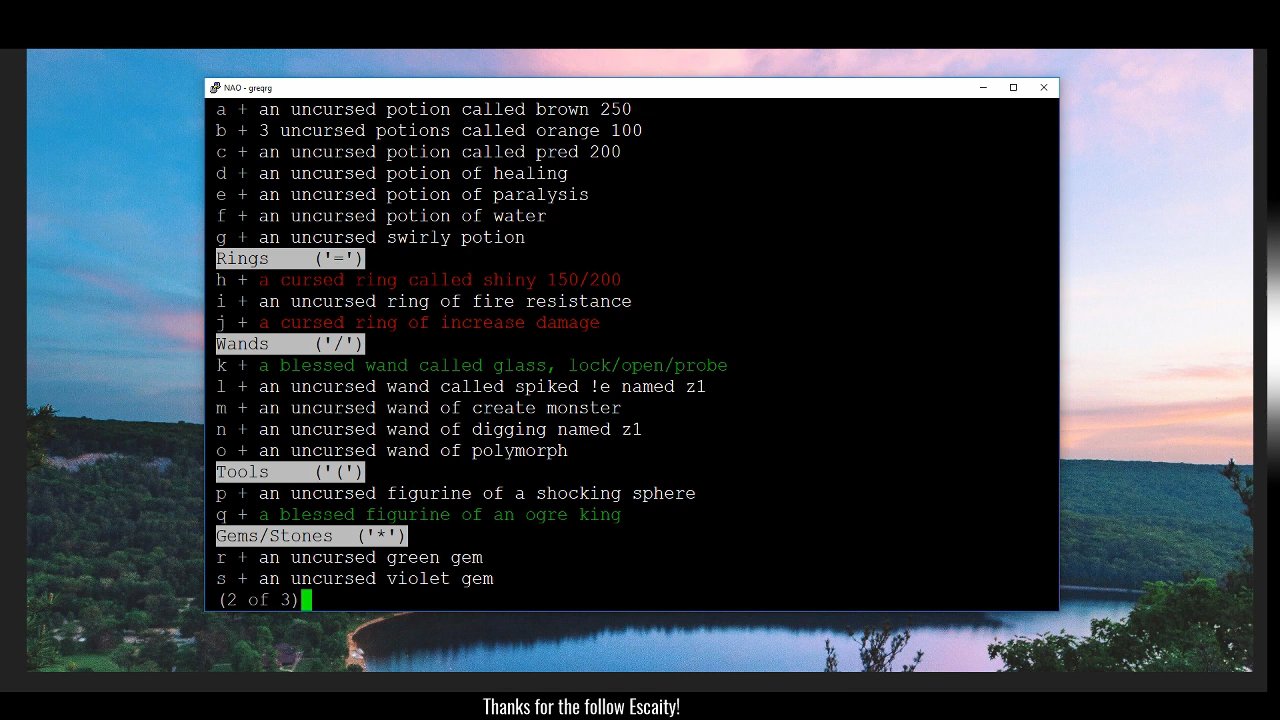 NAO - greqrg
a + an uncursed potion called brown 250
b + 3 uncursed potions called orange 100
c + an uncursed potion called pred 200
d + an uncursed potion of healing
e + an uncursed potion of paralysis
f + an uncursed potion of water
g + an uncursed swirly potion
Rings ('=')
h + a cursed ring called shiny 150/200
i + an uncursed ring of fire resistance
j + a cursed ring of increase damage
Wands ('/')
k + a blessed wand called glass, lock/open/probe
l + an uncursed wand called spiked !e named z1
m + an uncursed wand of create monster
n + an uncursed wand of digging named z1
o + an uncursed wand of polymorph
Tools ('(')
p + an uncursed figurine of a shocking sphere
q + a blessed figurine of an ogre king
Gems/Stones ('*')
r + an uncursed green gem
s + an uncursed violet gem
(2 of 3)
Thanks for the follow Escaity!